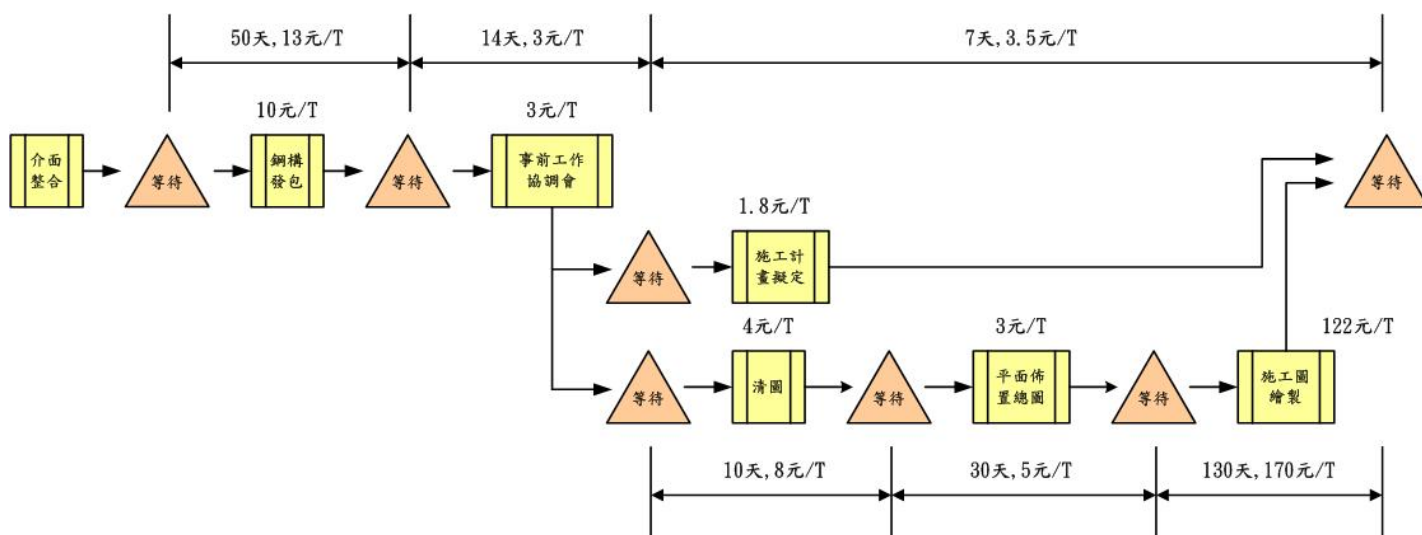 50天,13元/T
14天,3元/T
7天,3.5元/T
10元/T
3元/T
介面
整合
等待
鋼構
發包
等待
事前工作
協調會
等待
1.8元/T
等待
施工計
畫擬定
4元/T
3元/T
122元/T
等待
清圖
等待
平面佈
置總圖
等待
施工圖
繪製
10天,8元/T
30天,5元/T
130天,170元/T